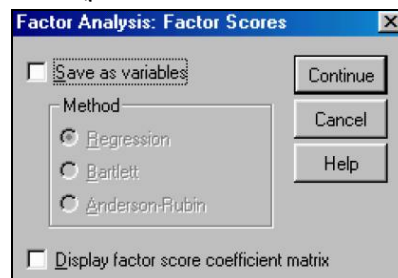 Factor Analysis: Factor Scores
Save as variables
Continue
Method
Cancel
Regression
Bartlett
Help
Anderson-Rubin
Display factor score coefficient matrix